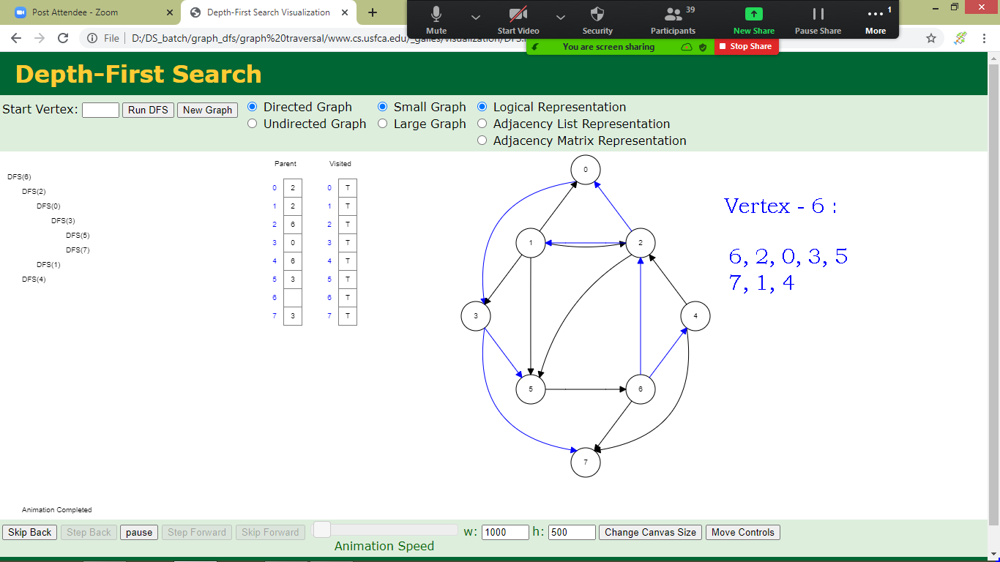 Post Attendee - Zoom
Depth-First Search Visualization
File
D:/DS_batch/graph_dfs/graph%20traversal/www.cs.usfca.edu/_galles/visualization/DFS.
Mute
Start Video
Security
39
Participants
New Share
Pause Share
1
More
You are screen sharing
Stop Share
Depth-First Search
Start Vertex:
Run DFS
New Graph
Directed Graph
Undirected Graph
Small Graph
Large Graph
Logical Representation
Adjacency List Representation
Adjacency Matrix Representation
DFS(6)
DFS(2)
DFS(0)
DFS(3)
DFS(5)
DFS(7)
DFS(1)
DFS(4)
Parent Visited
0 2 0 T
1 2 1 T
2 6 2 T
3 0 3 T
4 6 4 T
5 3 5 T
6 6 T
7 3 7 T
0
1
2
3
4
5
6
7
Vertex - 6 :
6, 2, 0, 3, 5
7, 1, 4
Animation Completed
Skip Back
Step Back
pause
Step Forward
Skip Forward
Animation Speed
w: 1000 h: 500
Change Canvas Size
Move Controls